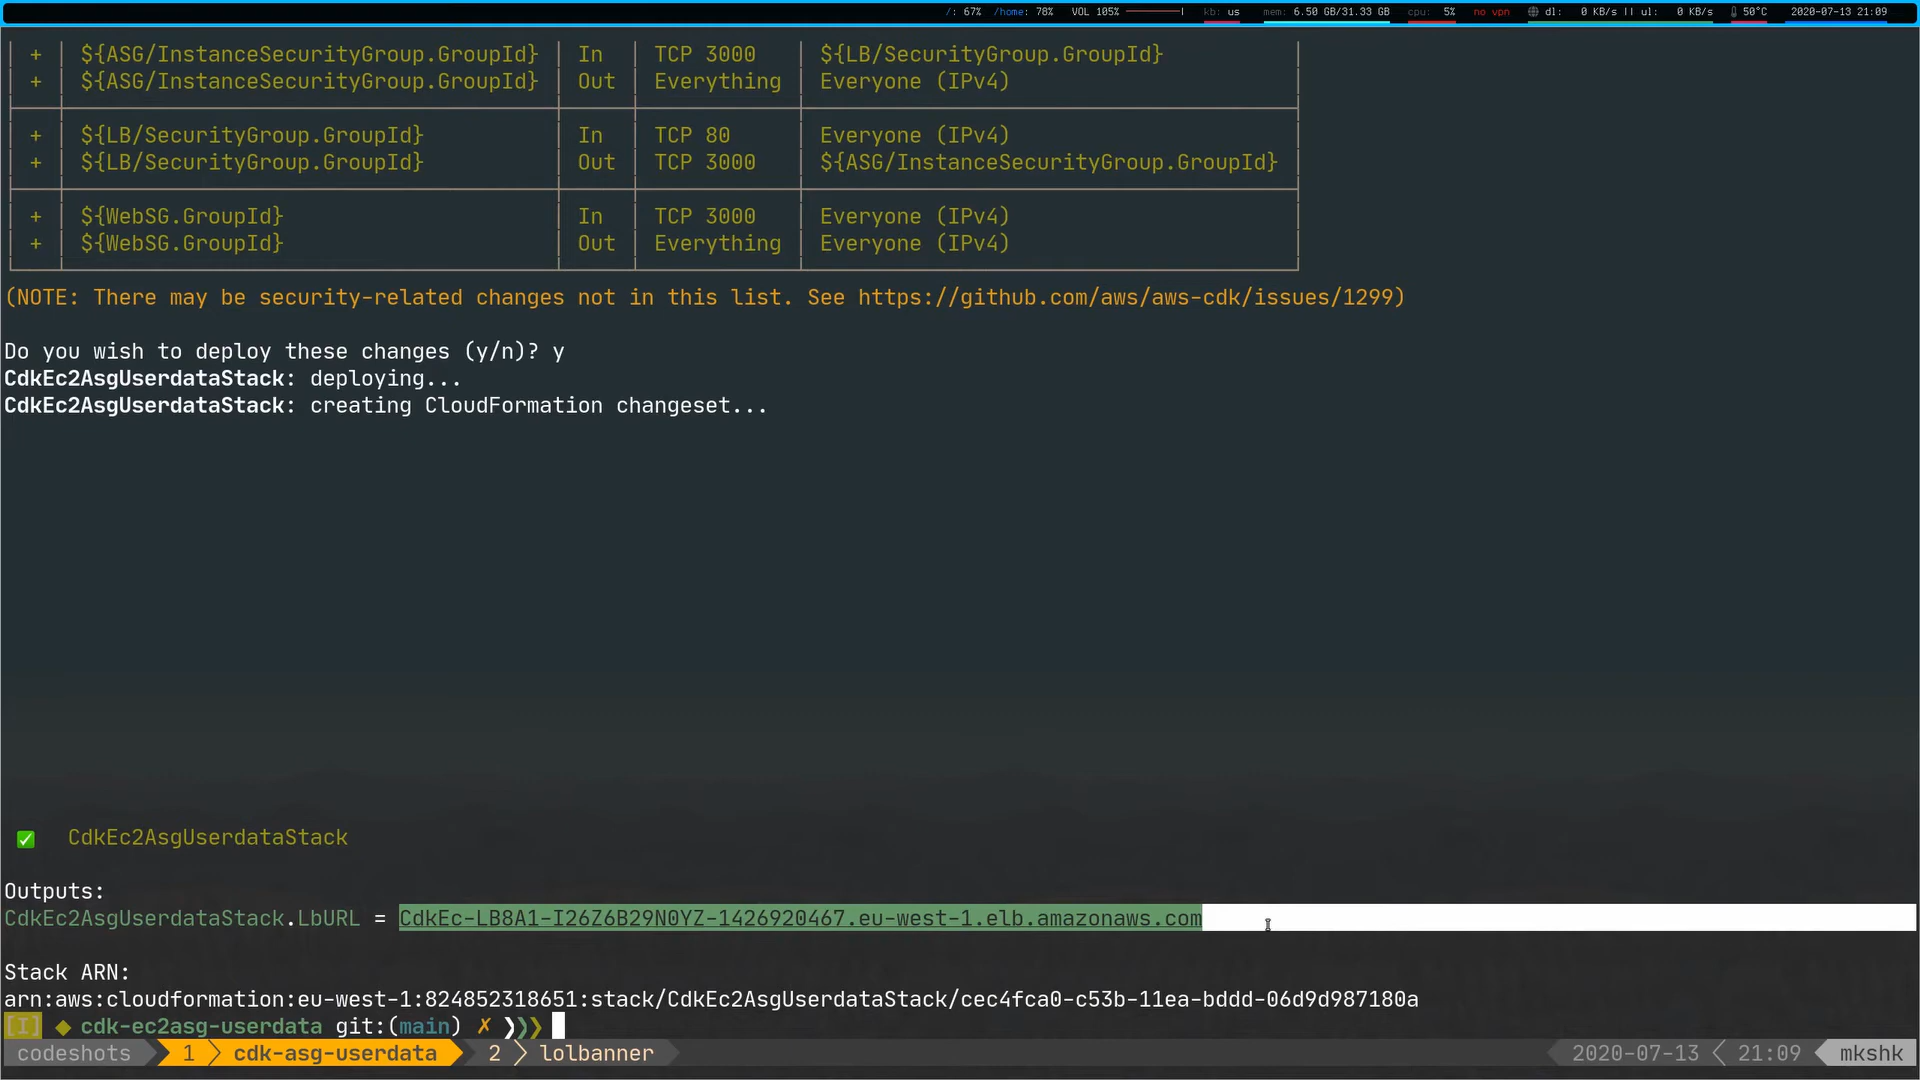 /: 67% /home: 78% VOL 105% kb: us mem: 6.50 GB/31.33 GB cpu: 5% no vpn dl: 0 KB/s || ul: 0 KB/s 50°C 2020-07-13 21:09
+ ${ASG/InstanceSecurityGroup.GroupId} In TCP 3000 ${LB/SecurityGroup.GroupId}
+ ${ASG/InstanceSecurityGroup.GroupId} Out Everything Everyone (IPv4)
+ ${LB/SecurityGroup.GroupId} In TCP 80 Everyone (IPv4)
+ ${LB/SecurityGroup.GroupId} Out TCP 3000 ${ASG/InstanceSecurityGroup.GroupId}
+ ${WebSG.GroupId} In TCP 3000 Everyone (IPv4)
+ ${WebSG.GroupId} Out Everything Everyone (IPv4)
(NOTE: There may be security-related changes not in this list. See https://github.com/aws/aws-cdk/issues/1299)
Do you wish to deploy these changes (y/n)? y
CdkEc2AsgUserdataStack: deploying...
CdkEc2AsgUserdataStack: creating CloudFormation changeset...
✅ CdkEc2AsgUserdataStack
Outputs:
CdkEc2AsgUserdataStack.LbURL = CdkEc-LB8A1-I26Z6B29N0YZ-1426920467.eu-west-1.elb.amazonaws.com
Stack ARN:
arn:aws:cloudformation:eu-west-1:824852318651:stack/CdkEc2AsgUserdataStack/cec4fca0-c53b-11ea-bddd-06d9d987180a
[I] ◆ cdk-ec2asg-userdata git:(main) ✗ ❯❯❯
codeshots 1 cdk-asg-userdata 2 lolbanner 2020-07-13 21:09 mkshk